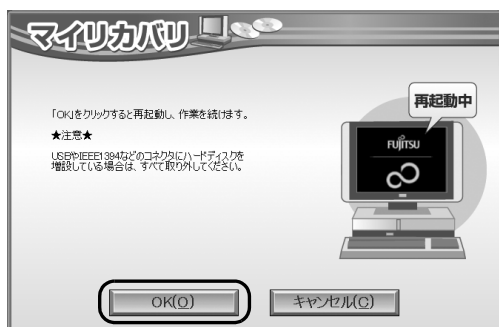 マイリカバリ
「OK」をクリックすると再起動し、作業を続けます。
★注意★
USBやIEEE1394などのコネクタにハードディスクを
増設している場合は、すべて取り外してください。
再起動中
FUJITSU
OK(O)
キャンセル(C)